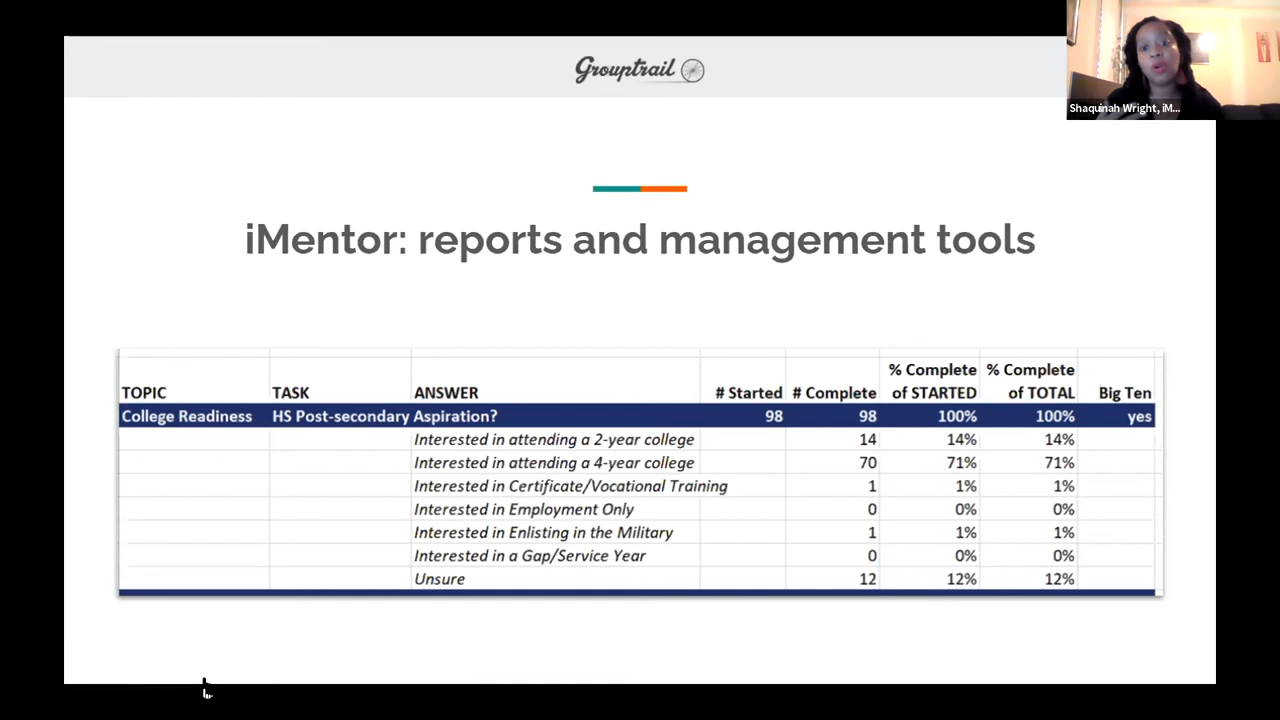 Grouptrail
Shaquinah Wright, iM...
iMentor: reports and management tools
% Complete % Complete
TOPIC TASK ANSWER # Started # Complete of STARTED of TOTAL Big Ten
College Readiness HS Post-secondary Aspiration? 98 98 100% 100% yes
Interested in attending a 2-year college 14 14% 14%
Interested in attending a 4-year college 70 71% 71%
Interested in Certificate/Vocational Training 1 1% 1%
Interested in Employment Only 0 0% 0%
Interested in Enlisting in the Military 1 1% 1%
Interested in a Gap/Service Year 0 0% 0%
Unsure 12 12% 12%